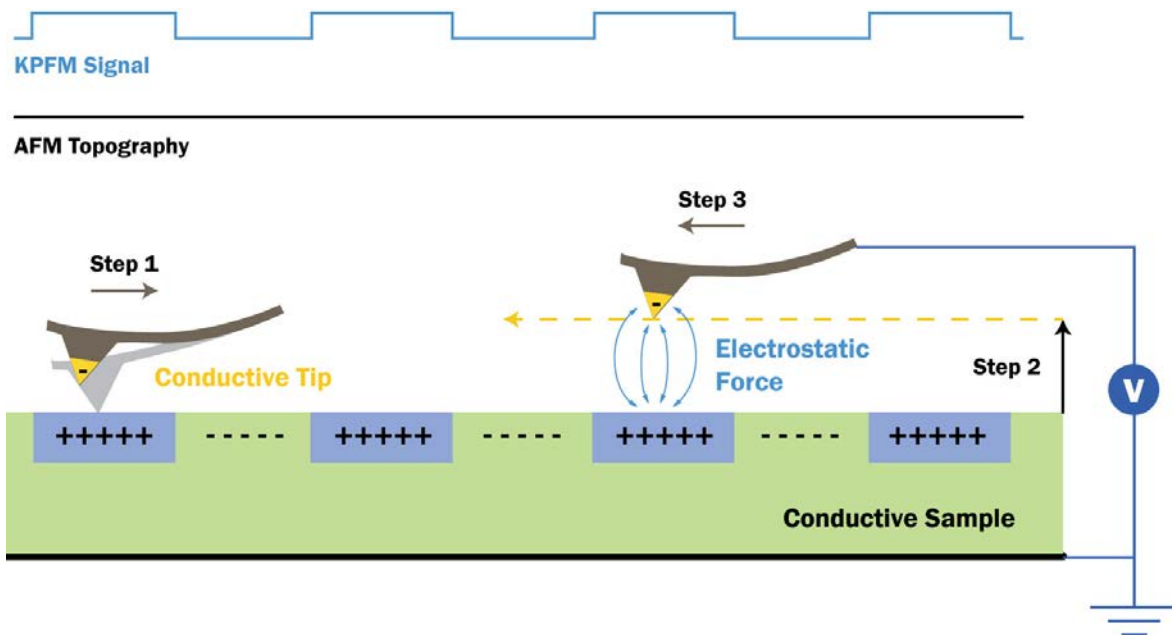 KPFM Signal
AFM Topography
Step 3
Step 1
-
-
Conductive Tip
Electrostatic
Force
Step 2
V
+++++ - - - - - +++++ - - - - - +++++ - - - - - +++++
Conductive Sample